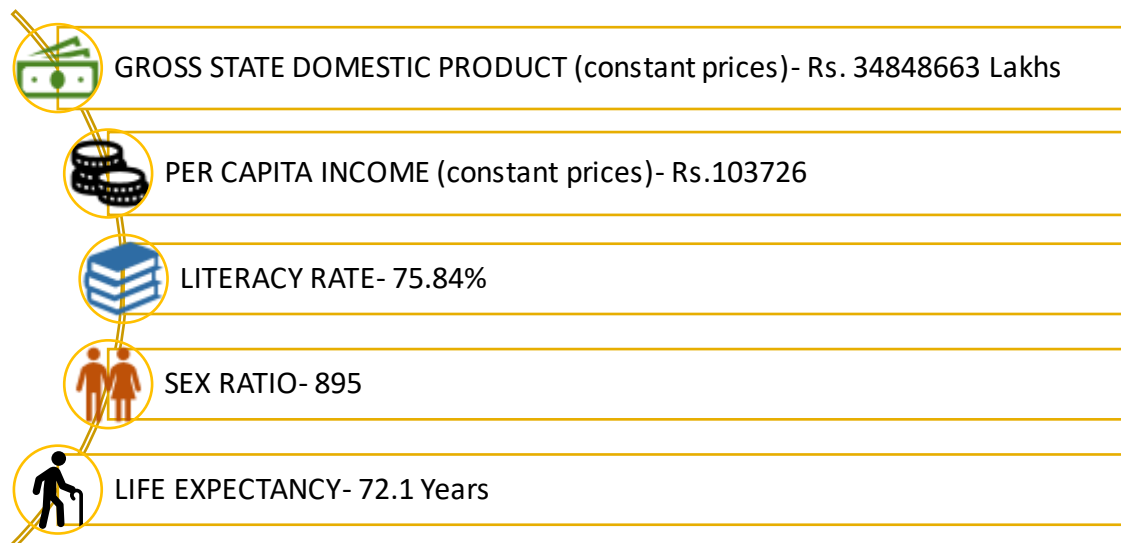 GROSS STATE DOMESTIC PRODUCT (constant prices)- Rs. 34848663 Lakhs
PER CAPITA INCOME (constant prices)- Rs.103726
LITERACY RATE- 75.84%
SEX RATIO- 895
LIFE EXPECTANCY- 72.1 Years